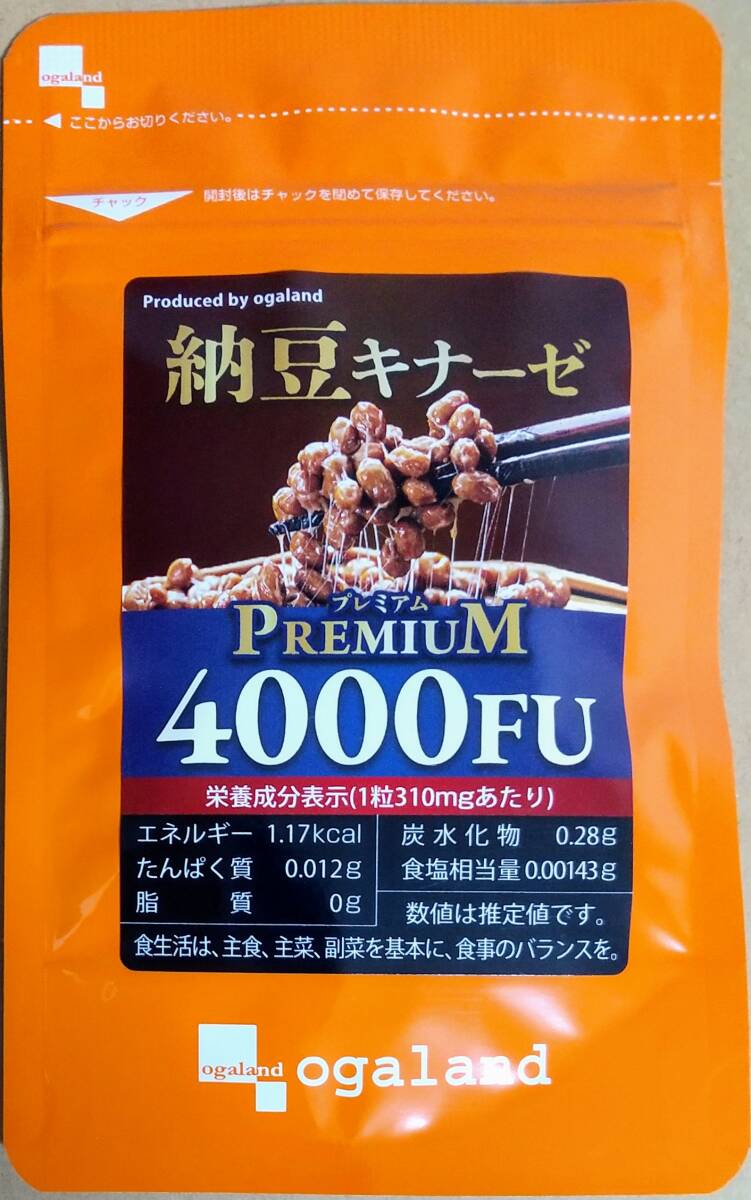 ogaland
ここからお切りください。
チャック
開封後はチャックを閉めて保存してください。
Produced by ogaland
納豆キナーゼ
プレミアム
PREMIUM
4000FU
栄養成分表示(1粒310mgあたり)
エネルギー 1.17kcal
たんぱく質 0.012g
脂質 0g
炭水化物 0.28g
食塩相当量 0.00143g
数値は推定値です。
食生活は、主食、主菜、副菜を基本に、食事のバランスを。
ogaland
ogaland